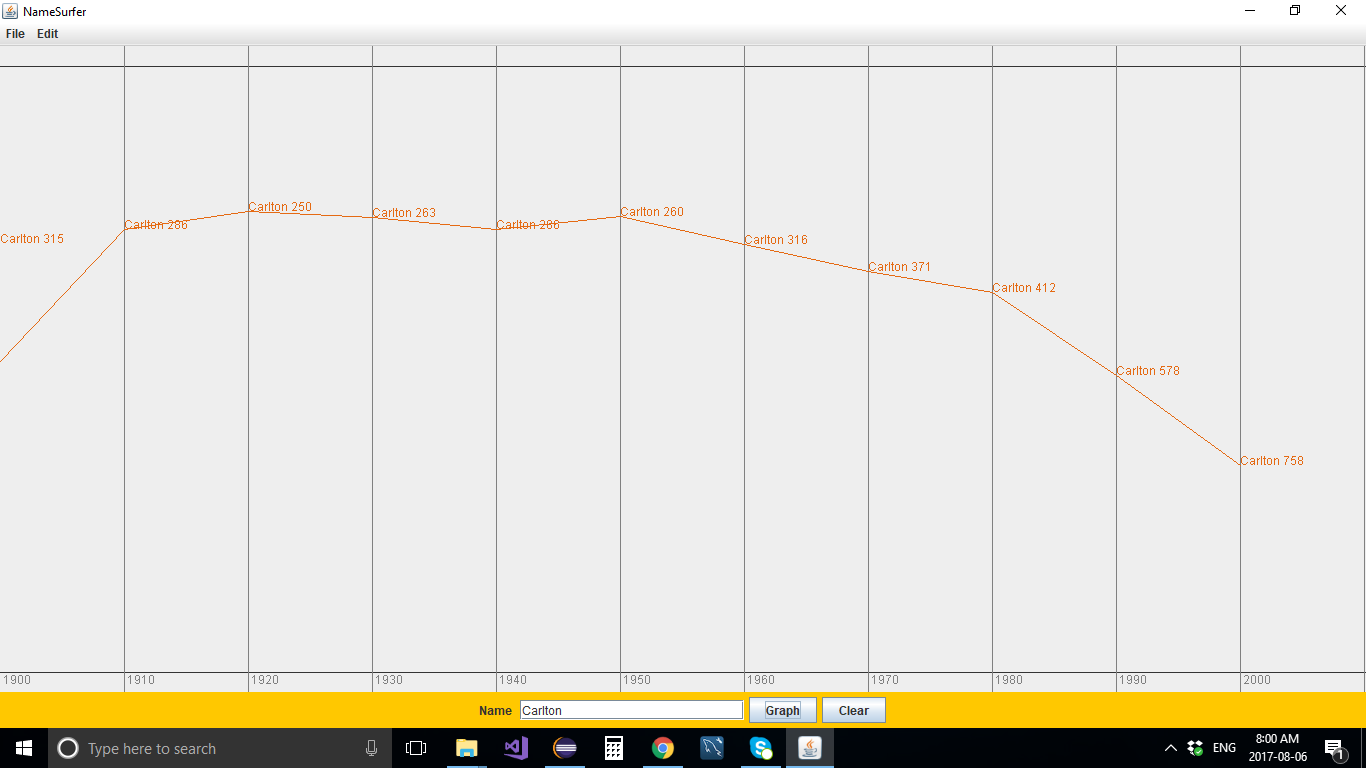 NameSurfer
File Edit
Carlton 315
Carlton 286
Carlton 250
Carlton 263
Carlton
Carlton 260
Carlton 316
Carlton 371
Carlton 412
Carlton 578
Carlton 758
1900 1910 1920 1930 1940 1950 1960 1970 1980 1990 2000
Name Carlton Graph Clear
Type here to search
ENG
8:00 AM
2017-08-06
1